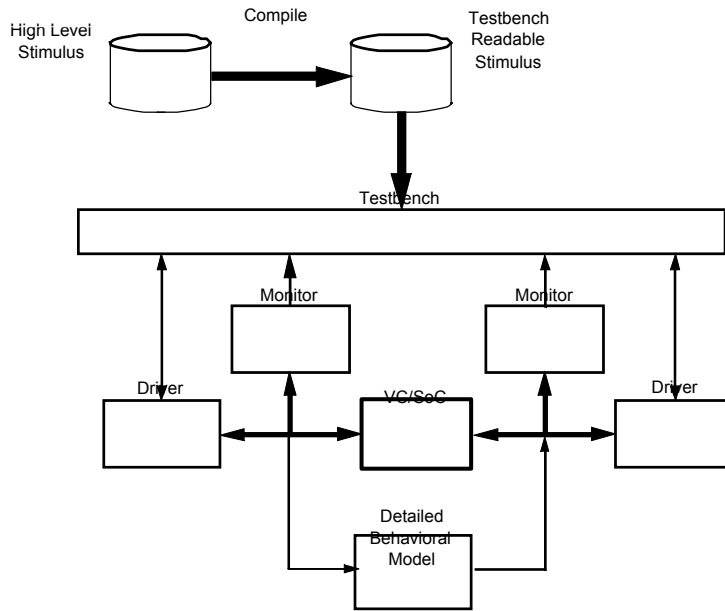 Compile
High Level
Stimulus
Testbench
Readable
Stimulus
Testbench
Monitor
Monitor
Driver
VC/SoC
Driver
Detailed
Behavioral
Model